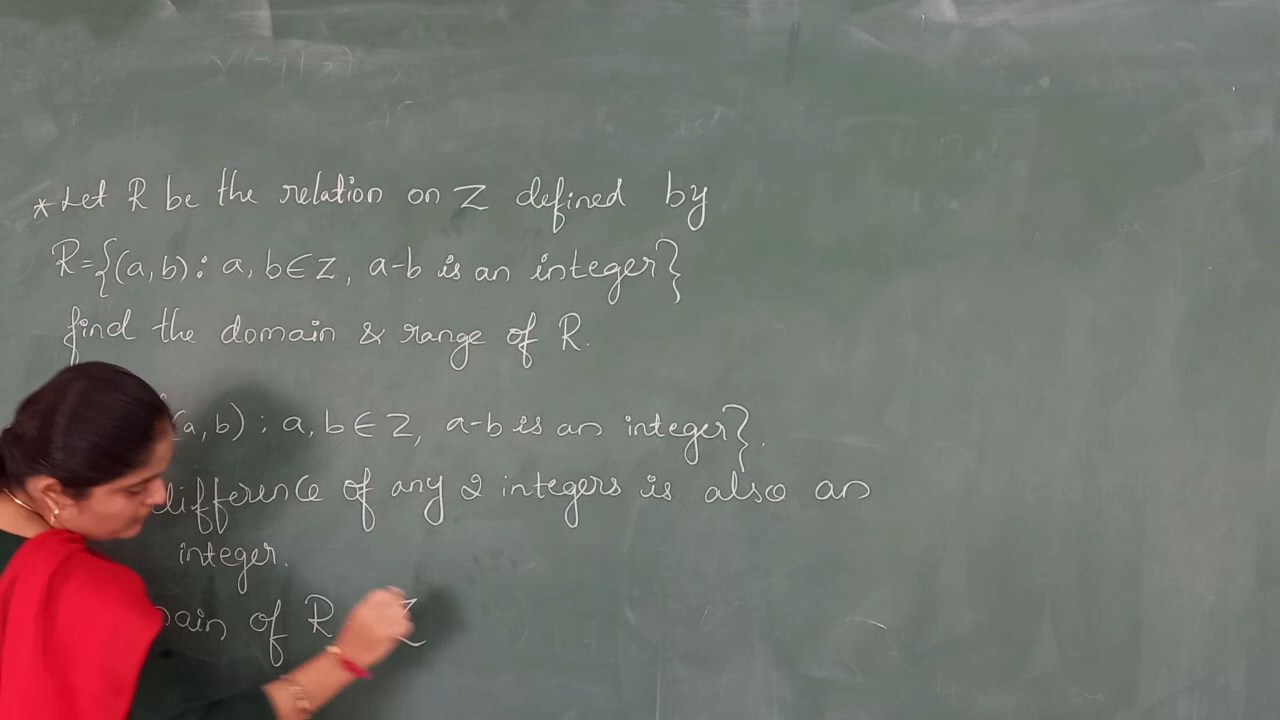 * Let R be the relation on Z defined by
R={(a,b): a, b∈Z, a-b is an integer}
find the domain & range of R.
(a,b) : a, b ∈ Z, a-b is an integer}.
difference of any 2 integers is also an
integer.
of R Z